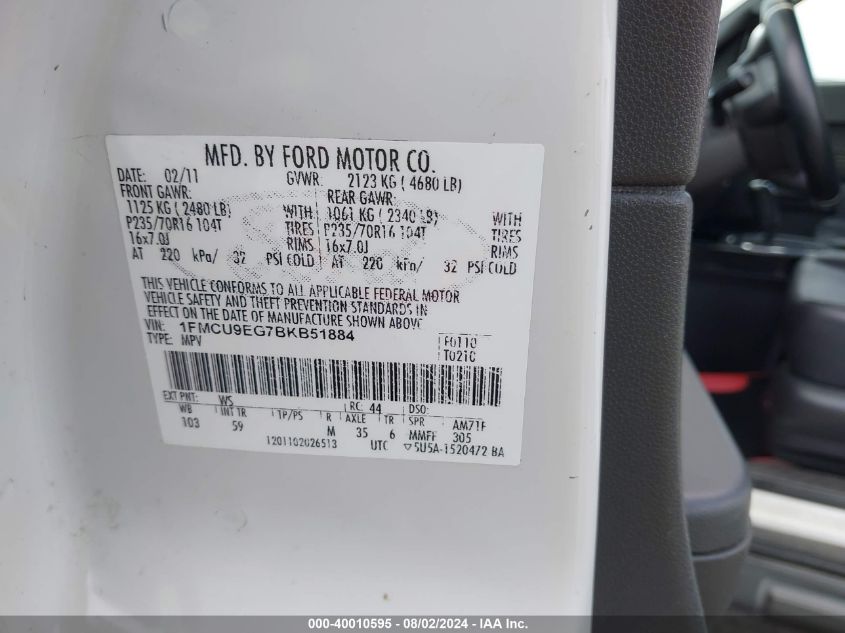 MFD. BY FORD MOTOR CO.
DATE: 02/11 GVWR: 2123 KG ( 4680 LB)
FRONT GAWR: REAR GAWR:
1125 KG ( 2480 LB) WITH 1061 KG ( 2340 LB) WITH
P235/70R16 104T TIRES P235/70R16 104T TIRES
16x7.0J RIMS 16x7.0J RIMS
AT 220 kPa/ 32 PSI COLD AT 220 kPa/ 32 PSI COLD
THIS VEHICLE CONFORMS TO ALL APPLICABLE FEDERAL MOTOR
VEHICLE SAFETY AND THEFT PREVENTION STANDARDS IN
EFFECT ON THE DATE OF MANUFACTURE SHOWN ABOVE
VIN: 1FMCU9EG7BKB51884 F0110
TYPE: MPV T0210
EXT PNT: WS RC: 44 DSO:
WB INT TR TP/PS R AXLE TR SPR AM71F
103 59 M 35 6 MMFF 305
1201102026513 UTC ▽5U5A-1520472 BA
000-40010595 - 08/02/2024 - IAA Inc.